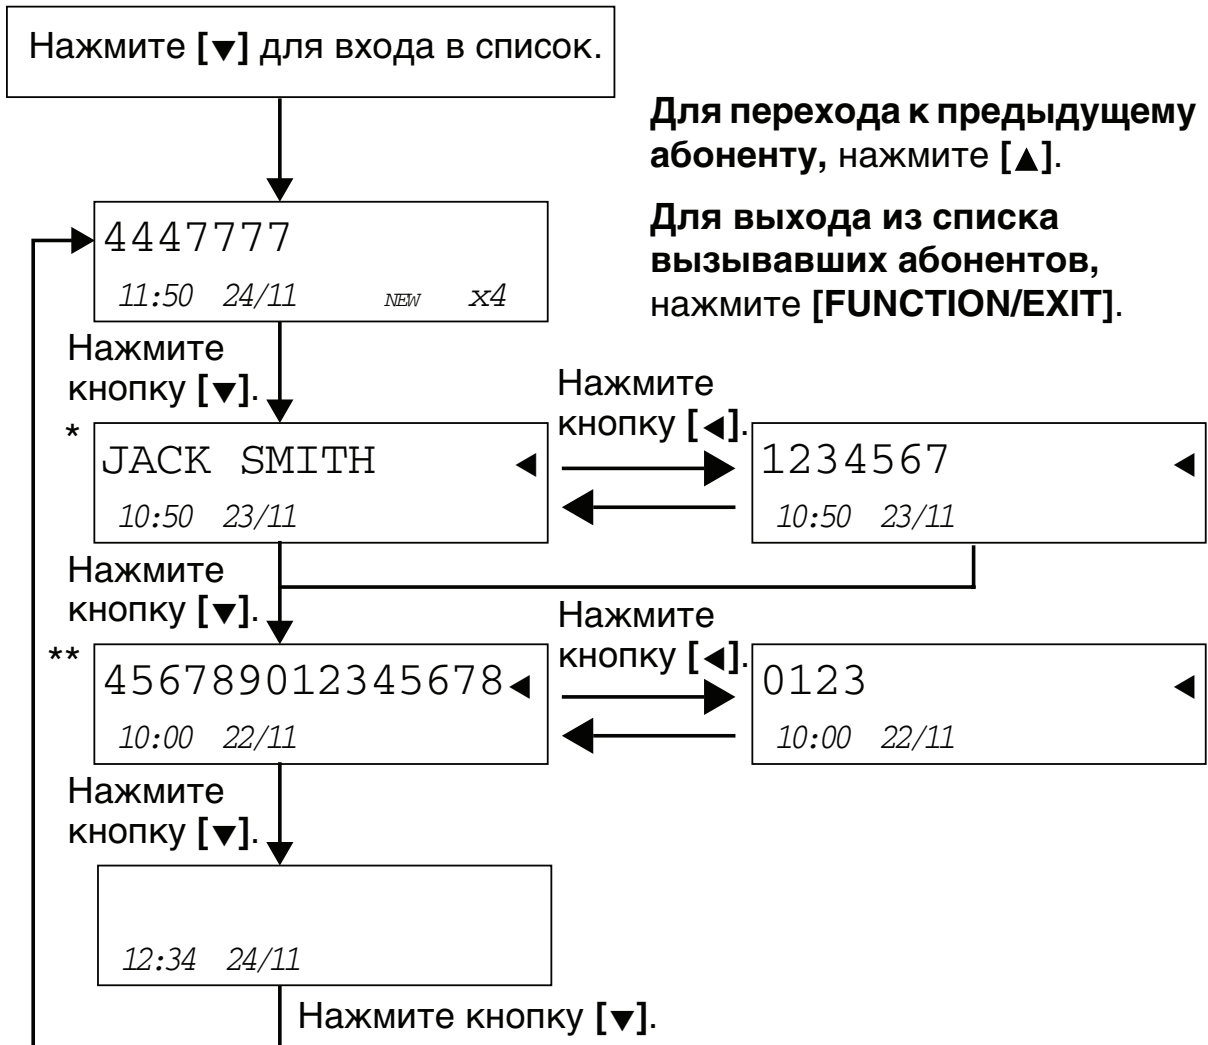 Нажмите [▼] для входа в список.
Для перехода к предыдущему
абоненту, нажмите [▲].
Для выхода из списка
вызывавших абонентов,
нажмите [FUNCTION/EXIT].
4447777
11:50 24/11 NEW x4
Нажмите
кнопку [▼].
*
JACK SMITH ◀
10:50 23/11
Нажмите
кнопку [◀].
1234567 ◀
10:50 23/11
Нажмите
кнопку [▼].
**
456789012345678◀
10:00 22/11
Нажмите
кнопку [◀].
0123 ◀
10:00 22/11
Нажмите
кнопку [▼].
12:34 24/11
Нажмите кнопку [▼].